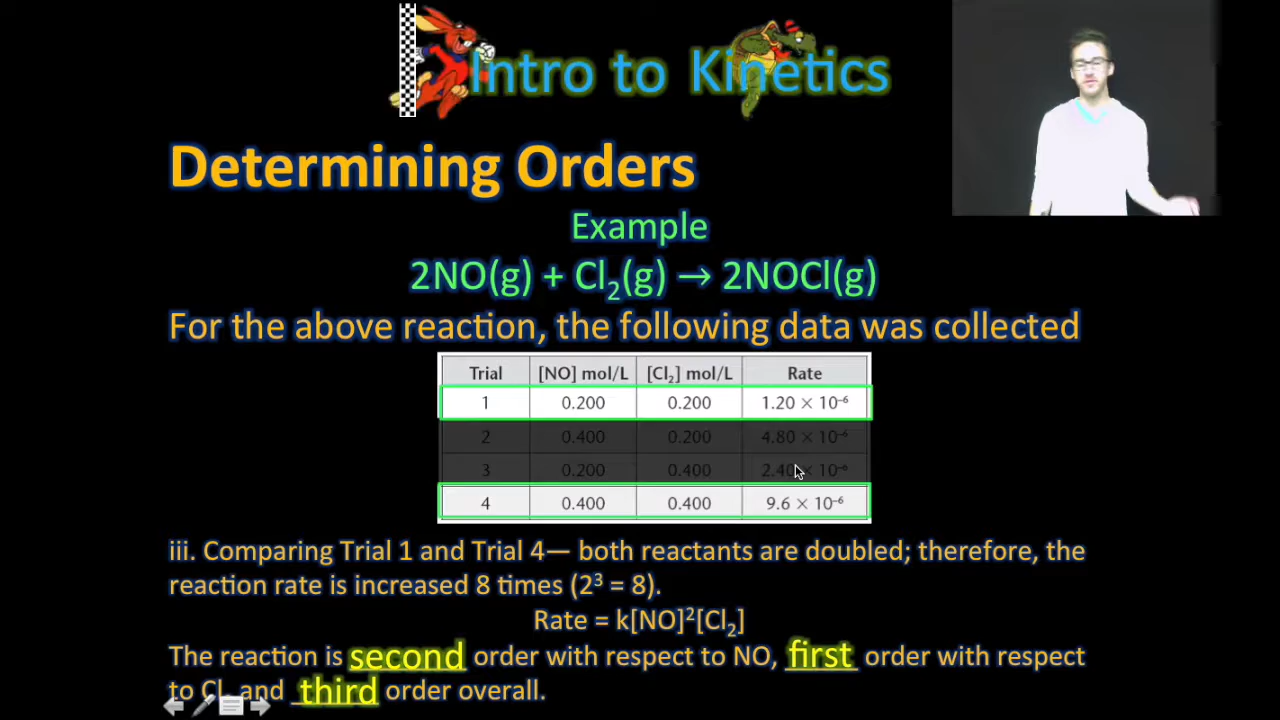 Intro to Kinetics
Determining Orders
Example
2NO(g) + Cl₂(g) → 2NOCl(g)
For the above reaction, the following data was collected
Trial [NO] mol/L [Cl₂] mol/L Rate
1 0.200 0.200 1.20 × 10⁻⁶
2 0.400 0.200 4.80 × 10⁻⁶
3 0.200 0.400 2.40 × 10⁻⁶
4 0.400 0.400 9.6 × 10⁻⁶
iii. Comparing Trial 1 and Trial 4— both reactants are doubled; therefore, the
reaction rate is increased 8 times (2³ = 8).
Rate = k[NO]²[Cl₂]
The reaction is second order with respect to NO, first order with respect
to Cl₂ and third order overall.